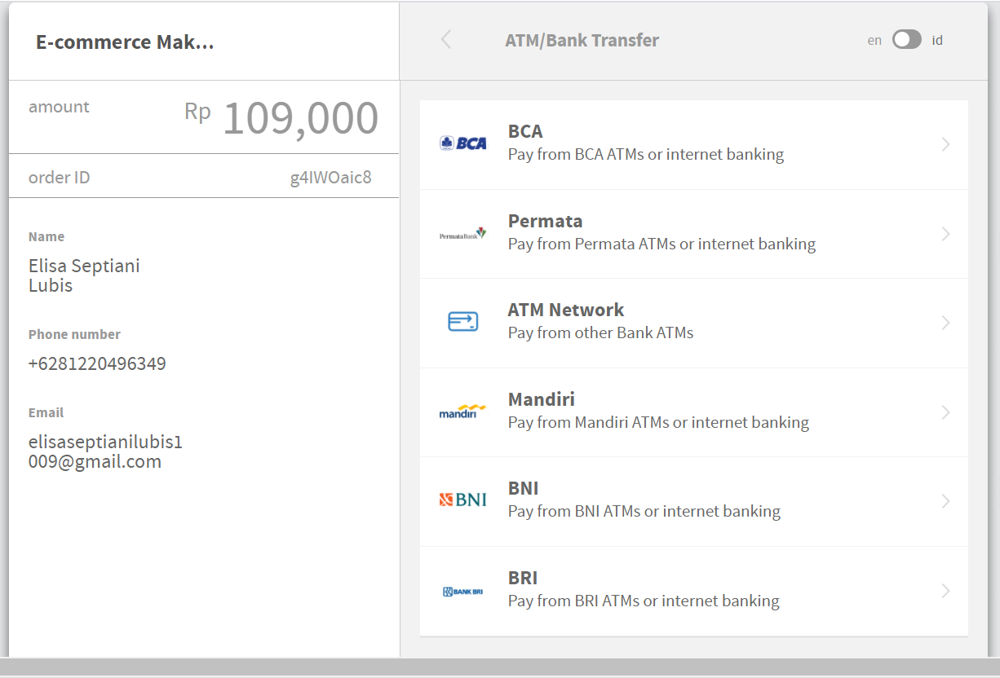 E-commerce Mak...
amount
Rp 109,000
order ID
g4IWOaic8
Name
Elisa Septiani
Lubis
Phone number
+6281220496349
Email
elisaseptianilubis1
009@gmail.com
ATM/Bank Transfer
en
id
BCA
BCA
Pay from BCA ATMs or internet banking
PermataBank
Permata
Pay from Permata ATMs or internet banking
ATM Network
Pay from other Bank ATMs
mandiri
Mandiri
Pay from Mandiri ATMs or internet banking
BNI
BNI
Pay from BNI ATMs or internet banking
BANK BRI
BRI
Pay from BRI ATMs or internet banking